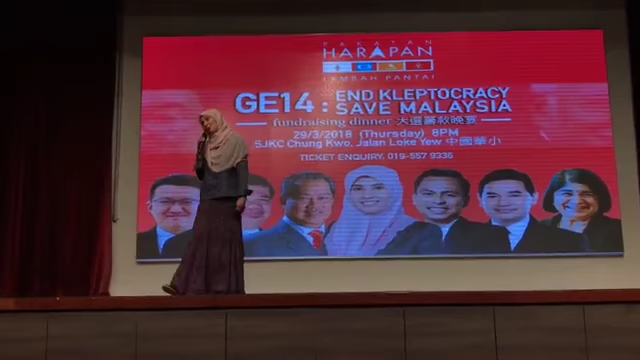 PAKATAN
HARAPAN
LEMBAH PANTAI
GE14 : END KLEPTOCRACY
SAVE MALAYSIA
fundraising dinner 大選籌款晚宴
29/3/2018 (Thursday) 8PM
SJKC Chung Kwo, Jalan Loke Yew 中國華小
TICKET ENQUIRY. 019-557 9336